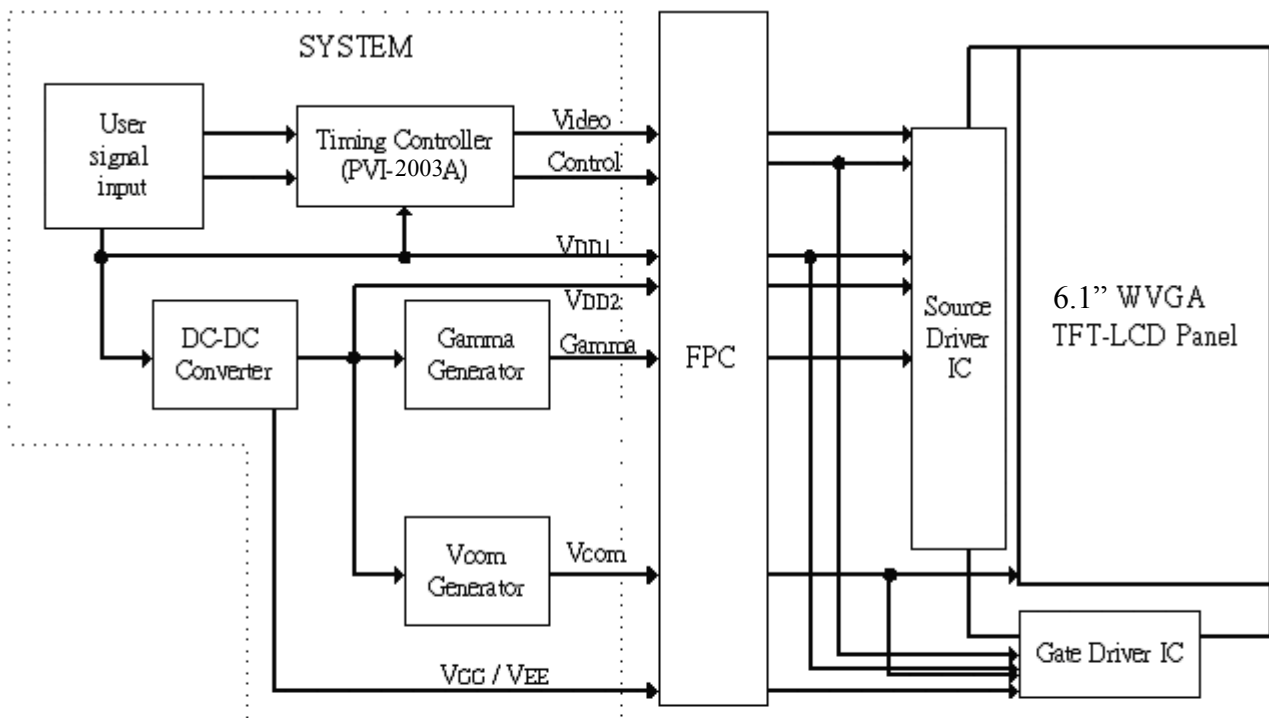 SYSTEM
User
signal
input
Timing Controller
(PVI-2003A)
Video
Control
VDD1
VDD2
DC-DC
Converter
Gamma
Generator
Gamma
FPC
Source
Driver
IC
6.1” WVGA
TFT-LCD Panel
Vcom
Generator
Vcom
VGG / VEE
Gate Driver IC